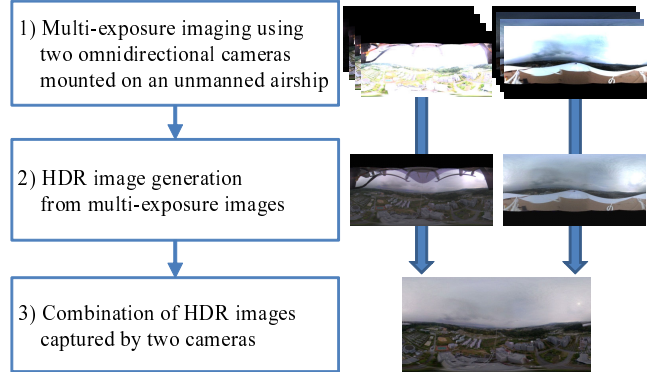 1) Multi-exposure imaging using
two omnidirectional cameras
mounted on an unmanned airship
2) HDR image generation
from multi-exposure images
3) Combination of HDR images
captured by two cameras